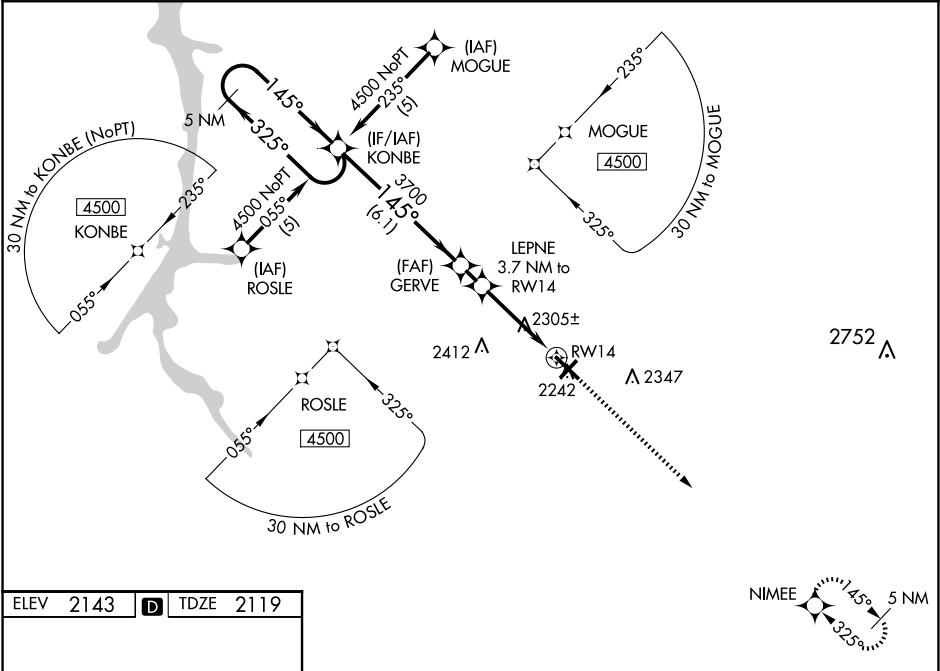 (IAF)
MOGUE
4500 NoPT
235°
(5)
145°
5 NM
325°
(IF/IAF)
KONBE
3700
145°
(6.1)
4500 NoPT
055°
(5)
(IAF)
ROSLE
30 NM to KONBE (NoPT)
4500
KONBE
235°
055°
235°
MOGUE
4500
325°
30 NM to MOGUE
(FAF)
GERVE
LEPNE
3.7 NM to
RW14
2305±
2412
RW14
2242
2347
2752
ROSLE
4500
055°
325°
30 NM to ROSLE
NIMEE
145°
5 NM
325°
ELEV 2143 D TDZE 2119